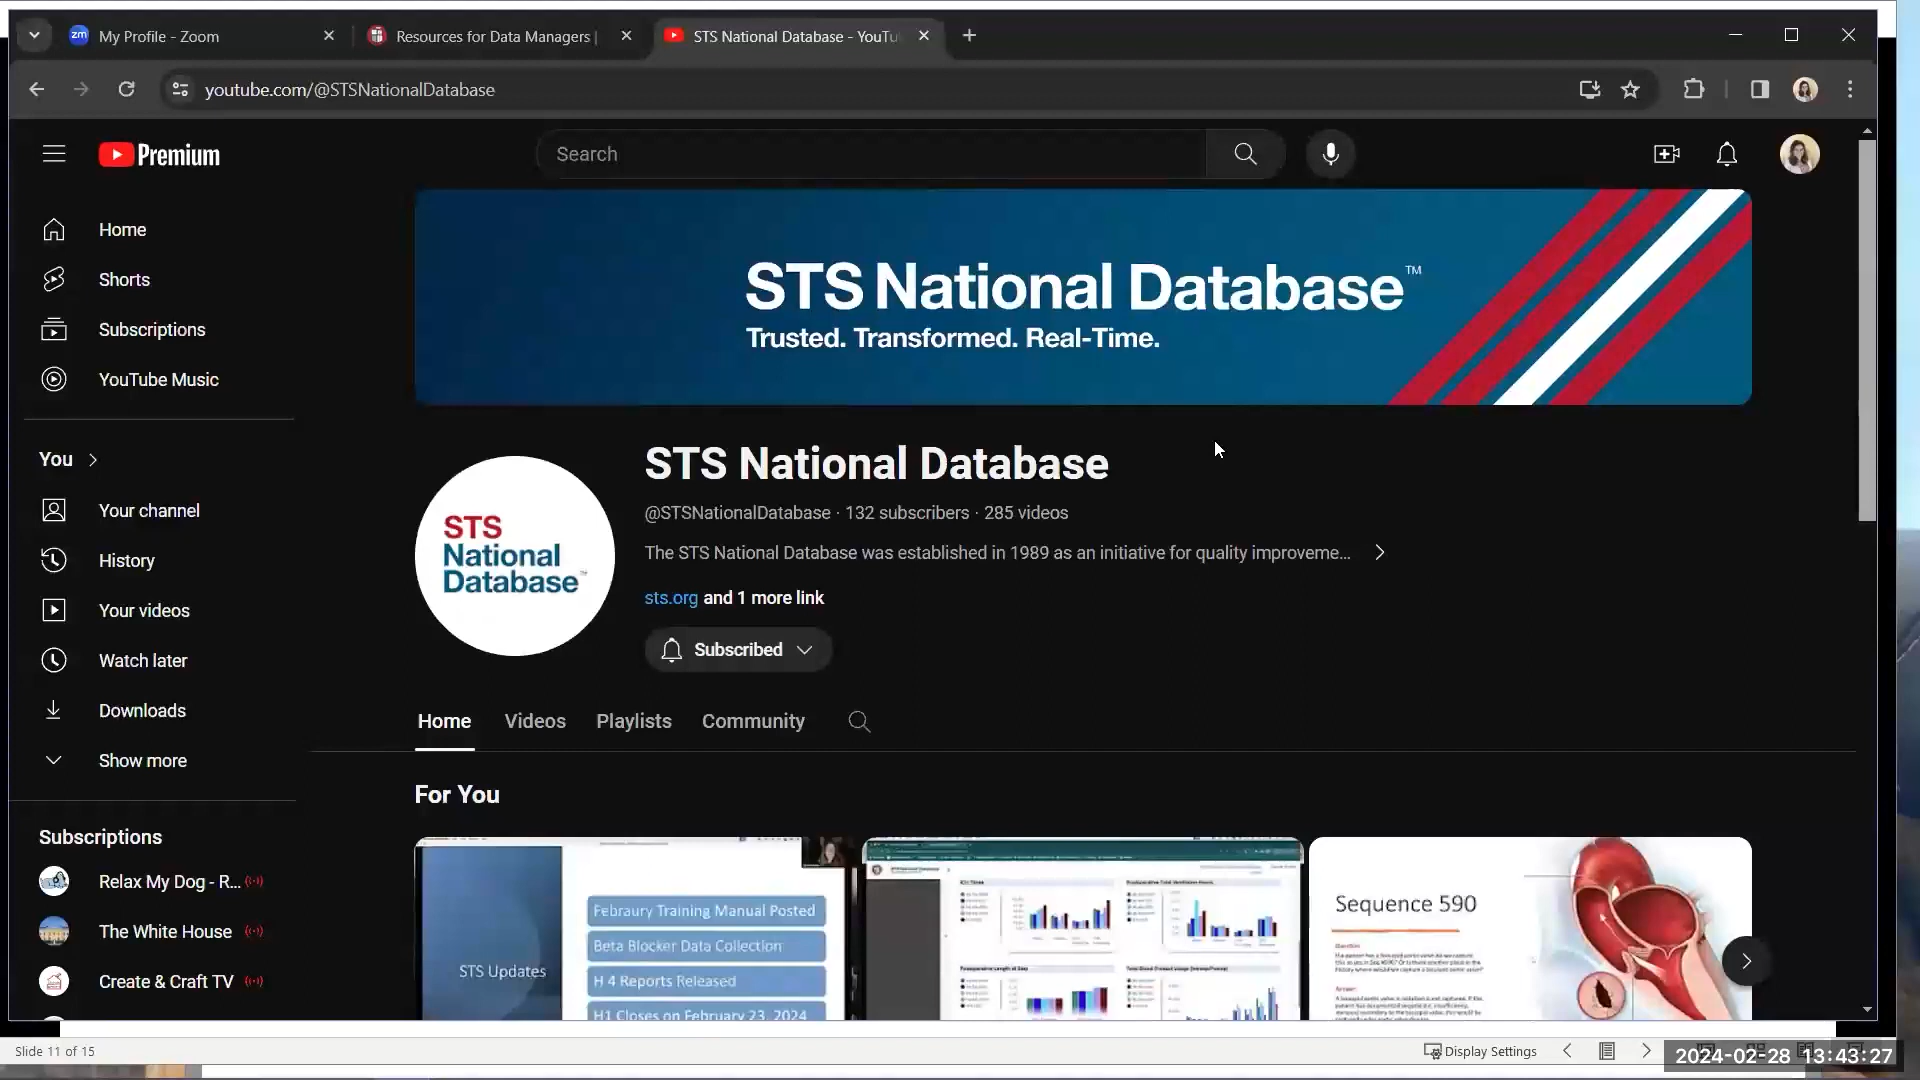 My Profile - Zoom
Resources for Data Managers |
STS National Database - YouTu
youtube.com/@STSNationalDatabase
Premium
Search
Home
Shorts
Subscriptions
YouTube Music
You
Your channel
History
Your videos
Watch later
Downloads
Show more
Subscriptions
Relax My Dog - R...
The White House
Create & Craft TV
STS National Database™
Trusted. Transformed. Real-Time.
STS
National
Database™
STS National Database
@STSNationalDatabase · 132 subscribers · 285 videos
The STS National Database was established in 1989 as an initiative for quality improveme...
sts.org and 1 more link
Subscribed
Home
Videos
Playlists
Community
For You
STS Updates
Febraury Training Manual Posted
Beta Blocker Data Collection
H 4 Reports Released
H1 Closes on February 23, 2024
Sequence 590
Question
Answer
Slide 11 of 15
Display Settings
2024-02-28 13:43:27